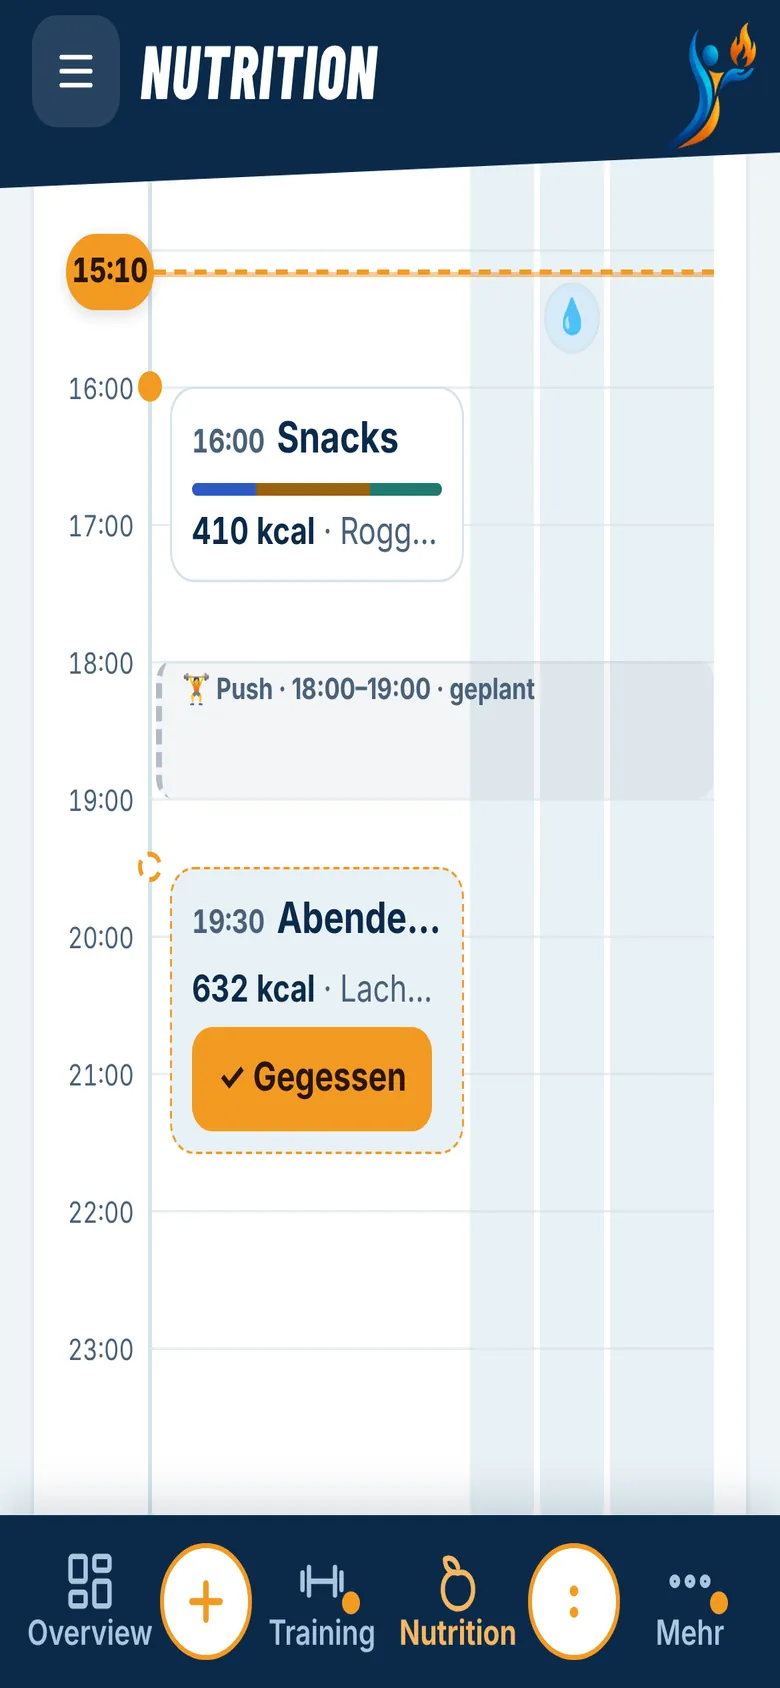 NUTRITION
15:10
16:00
16:00 Snacks
17:00
410 kcal · Rogg...
18:00
Push · 18:00–19:00 · geplant
19:00
19:30 Abende...
20:00
632 kcal · Lach...
21:00
✓ Gegessen
22:00
23:00
Overview
+
Training
Nutrition
:
Mehr